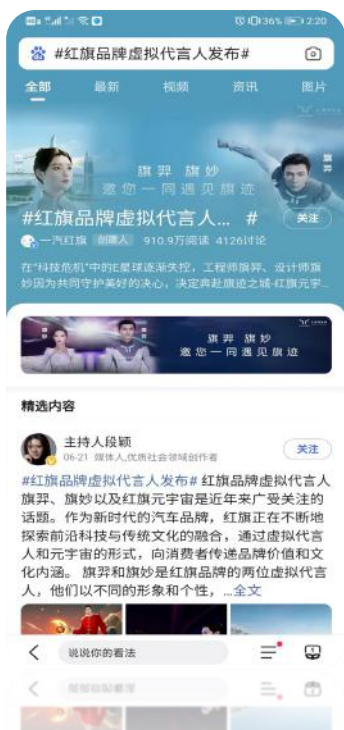 36% 2:20
#红旗品牌虚拟代言人发布#
全部 最新 视频 资讯 图片
旗羿 旗妙
邀您一同遇见旗迹
#红旗品牌虚拟代言人... # 关注
一汽红旗 创建人 910.9万阅读 4126讨论
在“科技危机”中的E星球逐渐失控，工程师旗羿、设计师旗
妙因为共同守护美好的决心，决定奔赴旗迹之城·红旗元宇...
旗羿 旗妙
邀您一同遇见旗迹
精选内容
主持人段颖
06-21 媒体人,优质社会领域创作者
关注
#红旗品牌虚拟代言人发布# 红旗品牌虚拟代言人
旗羿、旗妙以及红旗元宇宙是近年来广受关注的
话题。作为新时代的汽车品牌，红旗正在不断地
探索前沿科技与传统文化的融合，通过虚拟代言
人和元宇宙的形式，向消费者传递品牌价值和文
化内涵。 旗羿和旗妙是红旗品牌的两位虚拟代言
人，他们以不同的形象和个性，...全文
说说你的看法